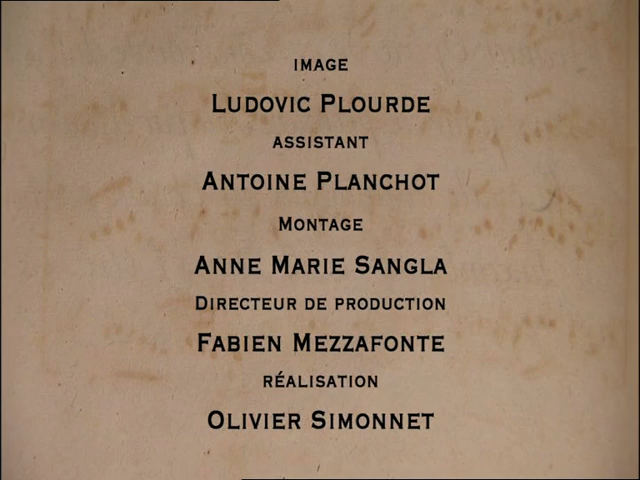 IMAGE
LUDOVIC PLOURDE
ASSISTANT
ANTOINE PLANCHOT
MONTAGE
ANNE MARIE SANGLA
DIRECTEUR DE PRODUCTION
FABIEN MEZZAFONTE
RÉALISATION
OLIVIER SIMONNET